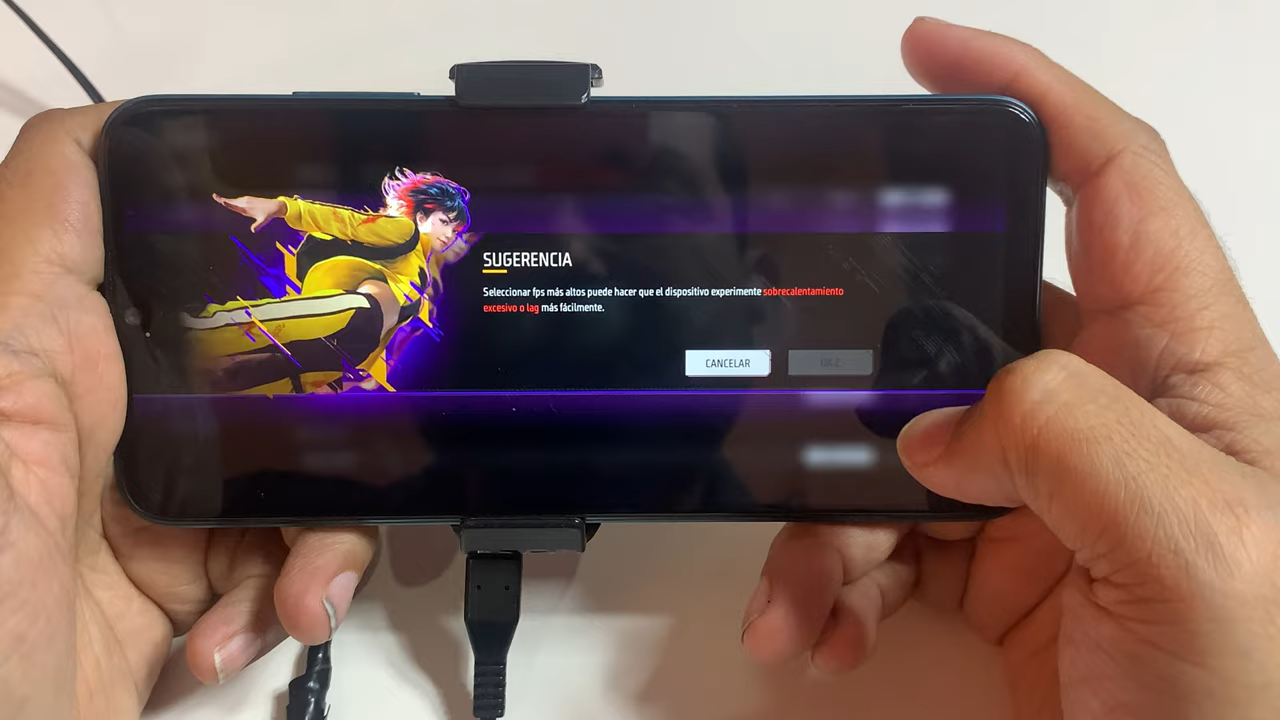 SUGERENCIA
Seleccionar fps más altos puede hacer que el dispositivo experimente sobrecalentamiento
excesivo o lag más fácilmente.
CANCELAR